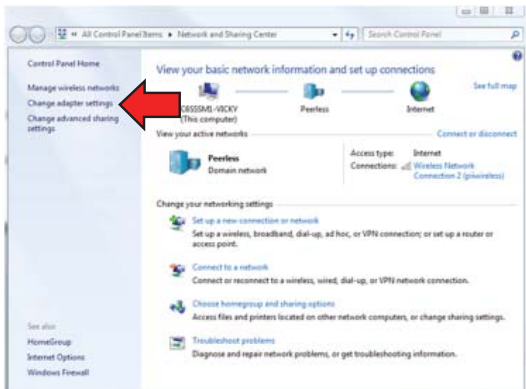 « All Control Panel Items ▸ Network and Sharing Center
Search Control Panel
Control Panel Home
Manage wireless networks
Change adapter settings
Change advanced sharing
settings
See also
HomeGroup
Internet Options
Windows Firewall
View your basic network information and set up connections
See full map
(This computer)
Peerless
Internet
View your active networks
Connect or disconnect
Peerless
Domain network
Access type: Internet
Connections: Wireless Network
Connection 2 (piiwireless)
Change your networking settings
Set up a new connection or network
Set up a wireless, broadband, dial-up, ad hoc, or VPN connection; or set up a router or
access point.
Connect to a network
Connect or reconnect to a wireless, wired, dial-up, or VPN network connection.
Choose homegroup and sharing options
Access files and printers located on other network computers, or change sharing settings.
Troubleshoot problems
Diagnose and repair network problems, or get troubleshooting information.